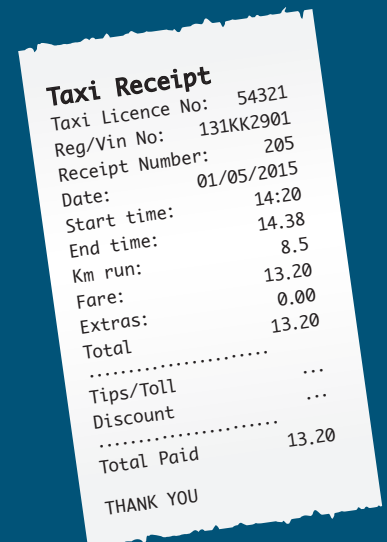 Taxi Receipt
Taxi Licence No: 54321
Reg/Vin No: 131KK2901
Receipt Number: 205
Date: 01/05/2015
Start time: 14:20
End time: 14.38
Km run: 8.5
Fare: 13.20
Extras: 0.00
Total 13.20
.......................
Tips/Toll ...
Discount ...
.......................
Total Paid 13.20
THANK YOU